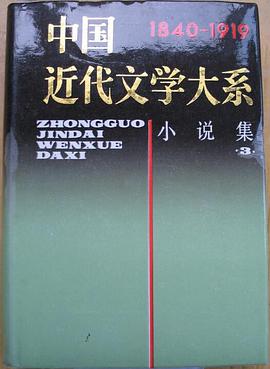 中国 1840-1919
近代文学大系
ZHONGGUO
JINDAI
WENXUE
DAXI
小说集
·3·